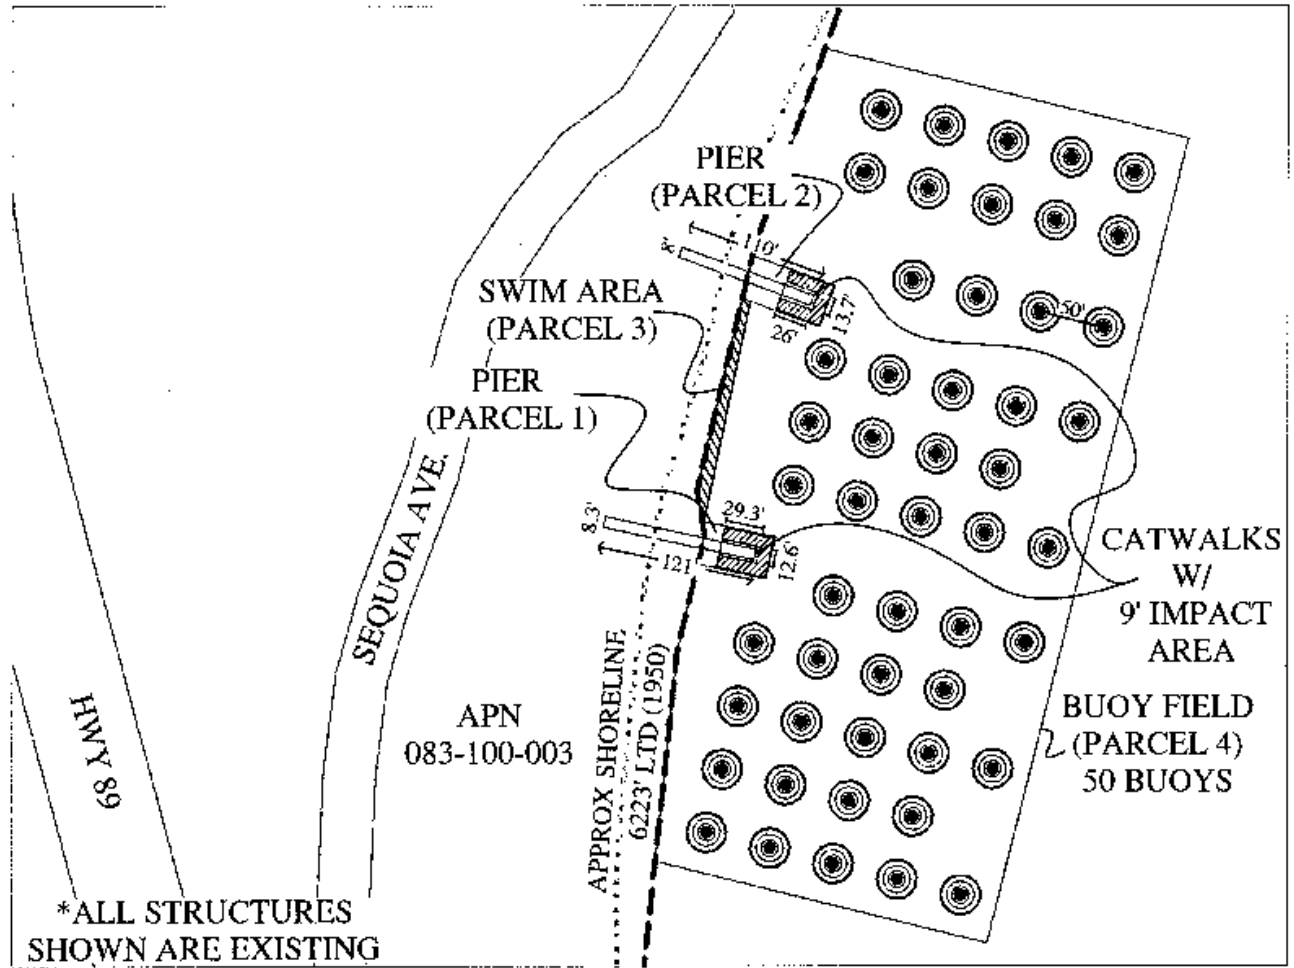 PIER
(PARCEL 2)
8'
110'
SWIM AREA
(PARCEL 3)
26'
13.7'
50'
PIER
(PARCEL 1)
SEQUOIA AVE.
8.3'
29.3'
121
12.6'
CATWALKS
W/
9' IMPACT
AREA
HWY 89
APN
083-100-003
APPROX SHORELINE
6223' LTD (1950)
BUOY FIELD
(PARCEL 4)
50 BUOYS
*ALL STRUCTURES
SHOWN ARE EXISTING